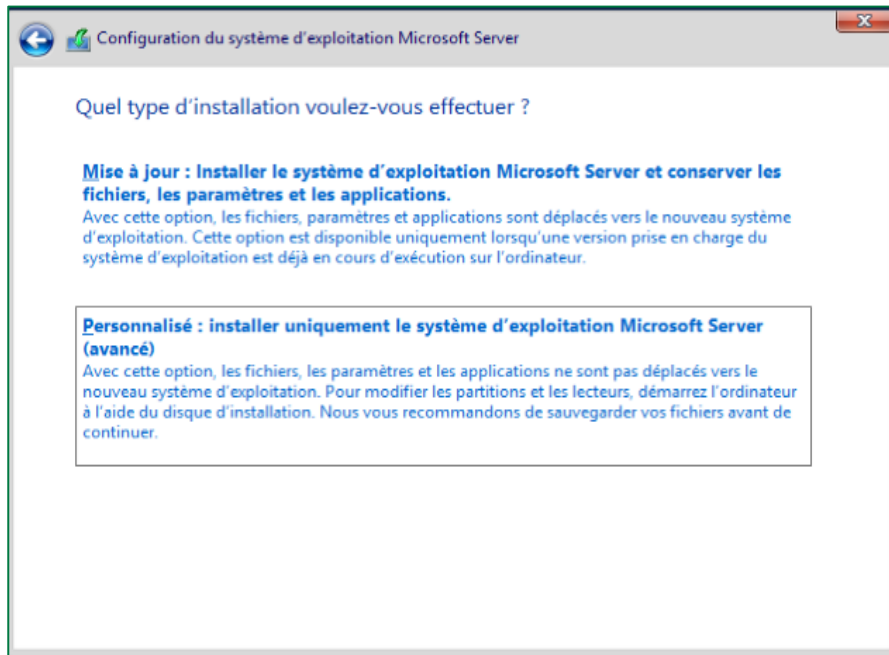 Configuration du système d'exploitation Microsoft Server
Quel type d'installation voulez-vous effectuer ?
Mise à jour : Installer le système d'exploitation Microsoft Server et conserver les
fichiers, les paramètres et les applications.
Avec cette option, les fichiers, paramètres et applications sont déplacés vers le nouveau système
d'exploitation. Cette option est disponible uniquement lorsqu'une version prise en charge du
système d'exploitation est déjà en cours d'exécution sur l'ordinateur.
Personnalisé : installer uniquement le système d'exploitation Microsoft Server
(avancé)
Avec cette option, les fichiers, les paramètres et les applications ne sont pas déplacés vers le
nouveau système d'exploitation. Pour modifier les partitions et les lecteurs, démarrez l'ordinateur
à l'aide du disque d'installation. Nous vous recommandons de sauvegarder vos fichiers avant de
continuer.